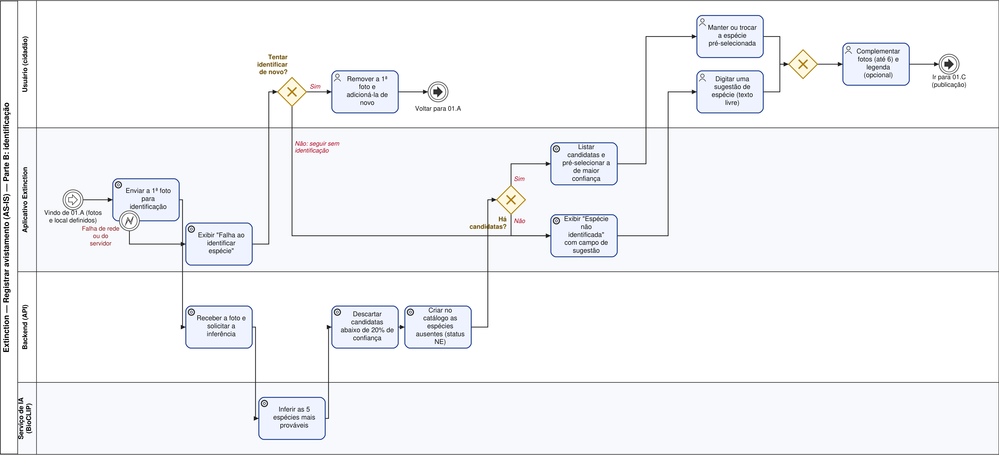 Extinction — Registrar avistamento (AS-IS) — Parte B: identificação
Usuário (cidadão)
Tentar
identificar
de novo?
Sim
Remover a 1ª
foto e
adicioná-la de
novo
Voltar para 01.A
Manter ou trocar
a espécie
pré-selecionada
Digitar uma
sugestão de
espécie (texto
livre)
Complementar
fotos (até 6) e
legenda
(opcional)
Ir para 01.C
(publicação)
Aplicativo Extinction
Vindo de 01.A (fotos
e local definidos)
Enviar a 1ª foto
para
identificação
Falha de rede
ou do
servidor
Exibir "Falha ao
identificar
espécie"
Não: seguir sem
identificação
Há
candidatas?
Sim
Não
Listar
candidatas e
pré-selecionar a
de maior
confiança
Exibir "Espécie
não
identificada"
com campo de
sugestão
Backend (API)
Receber a foto e
solicitar a
inferência
Descartar
candidatas
abaixo de 20% de
confiança
Criar no
catálogo as
espécies
ausentes (status
NE)
Serviço de IA
(BioCLIP)
Inferir as 5
espécies mais
prováveis